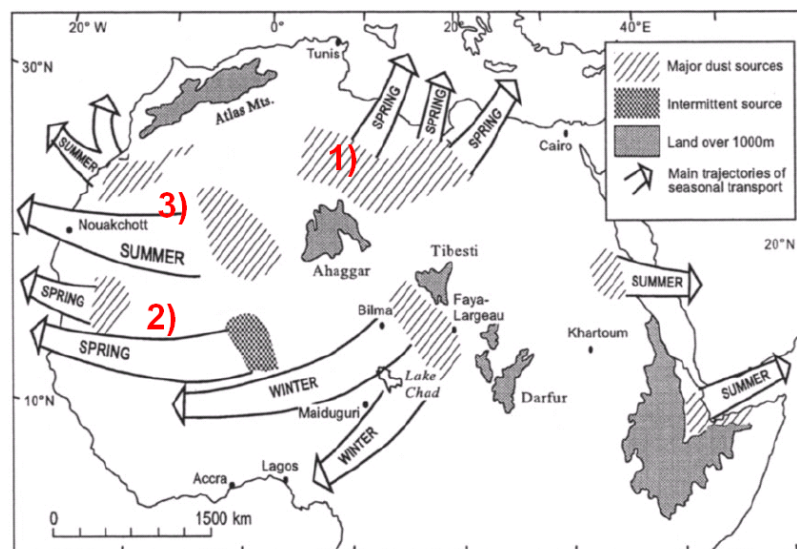 20° W
0°
20°
40°E
30°N
Tunis
Atlas Mts.
SPRING
SPRING
SPRING
1)
Cairo
Major dust sources
Intermittent source
Land over 1000m
Main trajectories of
seasonal transport
SUMMER
3)
Nouakchott
SUMMER
Ahaggar
Tibesti
20°N
SPRING
2)
SPRING
Bilma
Faya-
Largeau
SUMMER
Khartoum
WINTER
Lake
Chad
10°N
Maiduguri
Darfur
SUMMER
WINTER
Accra
Lagos
0
1500 km